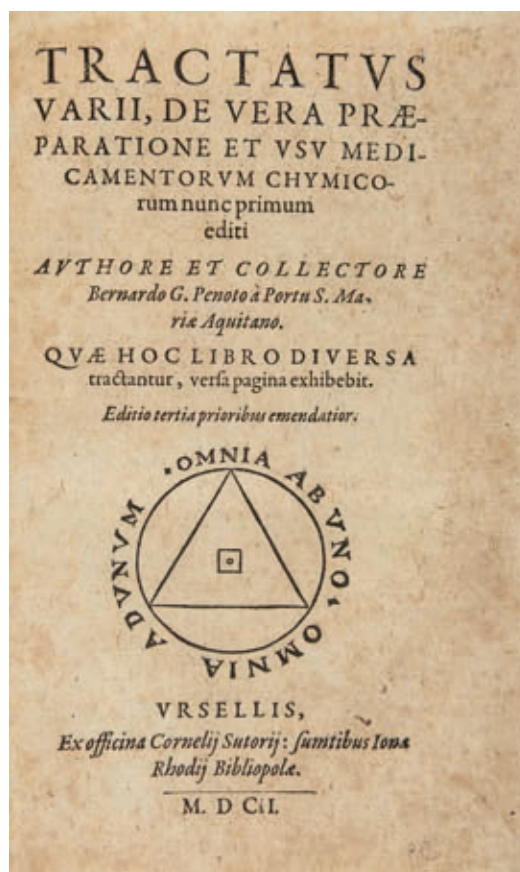 TRACTATVS
VARII, DE VERA PRÆ-
PARATIONE ET VSV MEDI-
CAMENTORVM CHYMICO-
rum nunc primum
editi
AVTHORE ET COLLECTORE
Bernardo G. Penoto à Portu S. Ma-
riæ Aquitano.
QVÆ HOC LIBRO DIVERSA
tractantur, versa pagina exhibebit.
Editio tertia prioribus emendatior.
OMNIA AB VNO, OMNIA AD VNVM
VRSELLIS,
Ex officina Cornelij Sutorij: sumtibus Ionæ
Rhodij Bibliopolæ.
M. D CII.